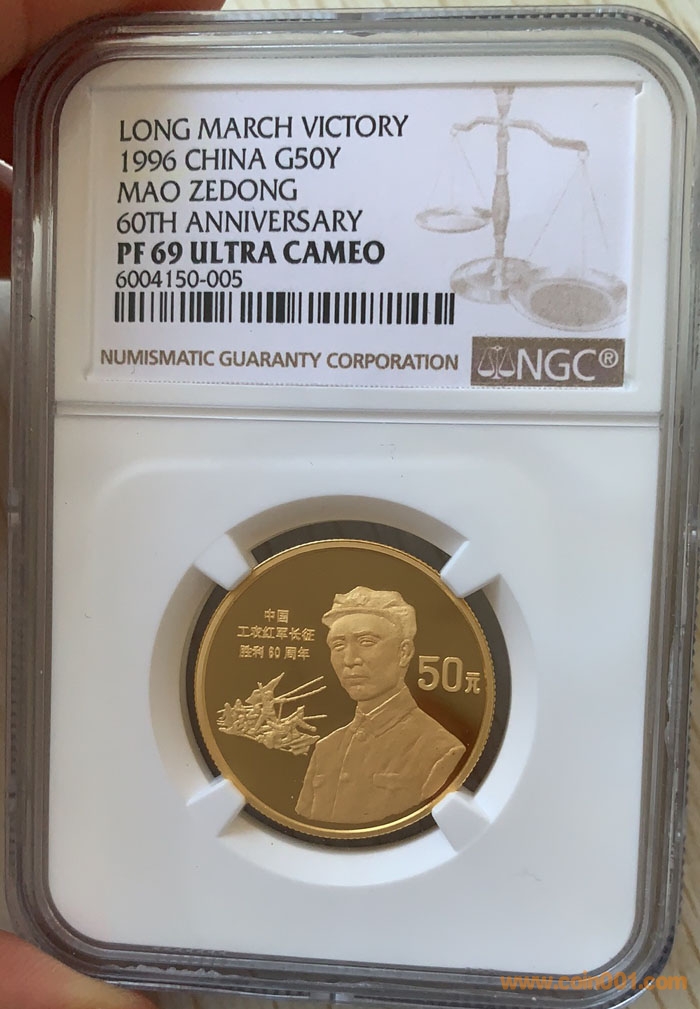 LONG MARCH VICTORY
1996 CHINA G50Y
MAO ZEDONG
60TH ANNIVERSARY
PF 69 ULTRA CAMEO
6004150-005
NUMISMATIC GUARANTY CORPORATION
NGC®
中国
工农红军长征
胜利60周年
50元
www.coin001.com